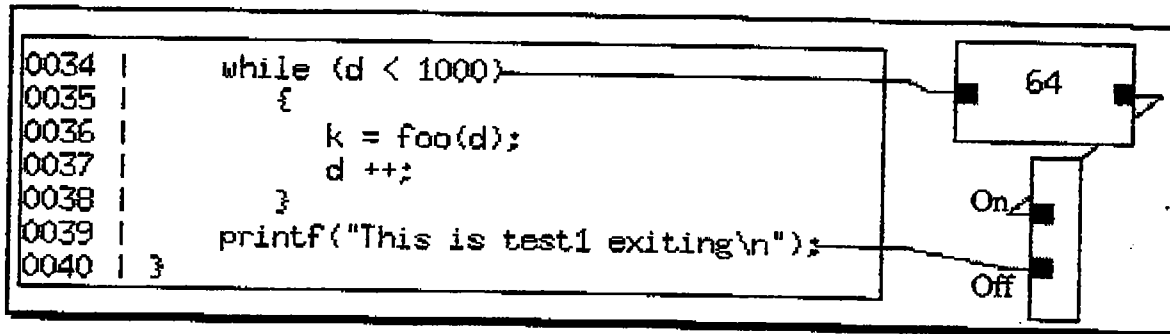 0034 | while (d < 1000)
0035 | {
0036 | k = foo(d);
0037 | d ++;
0038 | }
0039 | printf("This is test1 exiting\n");
0040 | }
64
On
Off